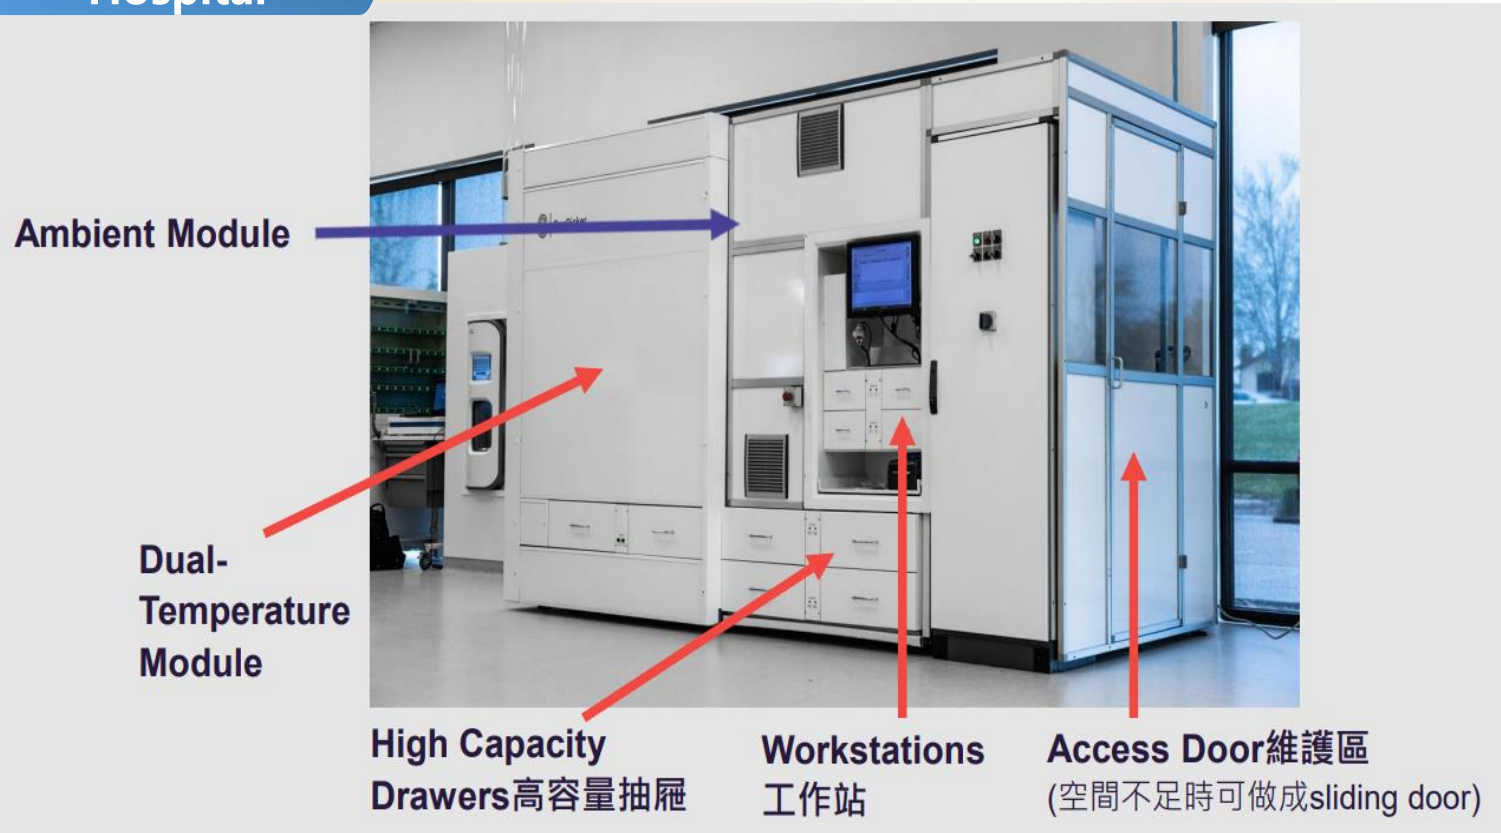 Hospital
Ambient Module
Dual-
Temperature
Module
High Capacity
Drawers高容量抽屜
Workstations
工作站
Access Door維護區
(空間不足時可做成sliding door)